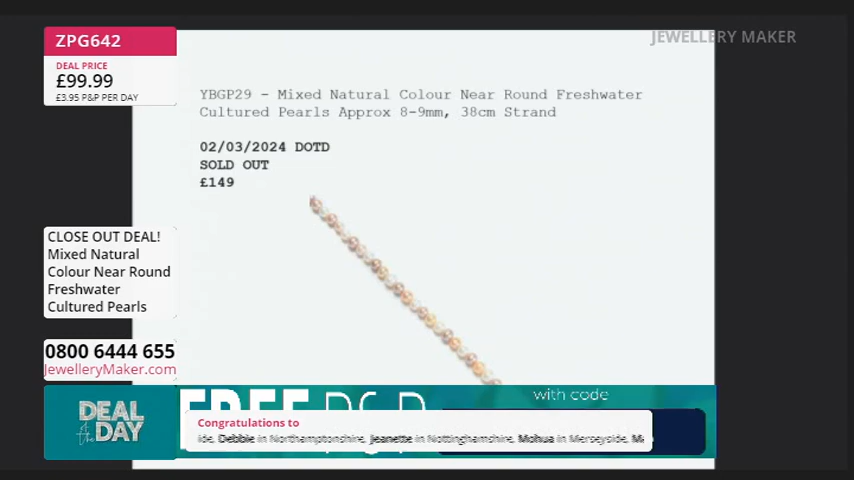 ZPG642
DEAL PRICE
£99.99
£3.95 P&P PER DAY
JEWELLERY MAKER
YBGP29 - Mixed Natural Colour Near Round Freshwater
Cultured Pearls Approx 8-9mm, 38cm Strand
02/03/2024 DOTD
SOLD OUT
£149
CLOSE OUT DEAL!
Mixed Natural
Colour Near Round
Freshwater
Cultured Pearls
0800 6444 655
JewelleryMaker.com
DEAL
of the
DAY
FREE P&P
with code
Congratulations to
ide, Debbie in Northamptonshire, Jeanette in Nottinghamshire, Mohua in Merseyside,